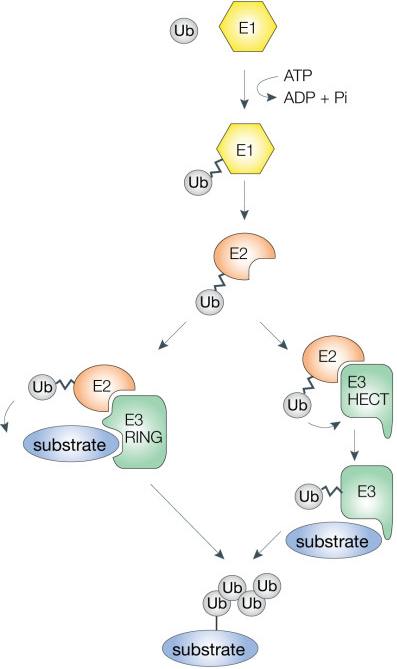 Ub
E1
ATP
ADP + Pi
E1
Ub
E2
Ub
E2
Ub
E3
RING
substrate
E2
E3
HECT
Ub
Ub
E3
substrate
Ub
Ub
Ub
Ub
substrate